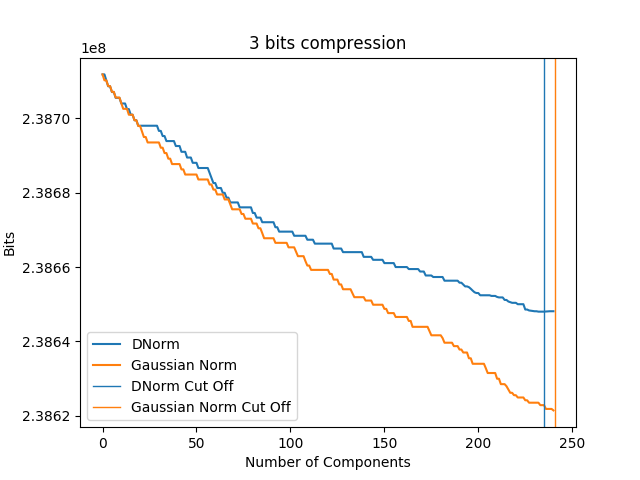 3 bits compression
1e8
2.3870
2.3868
2.3866
2.3864
2.3862
Bits
DNorm
Gaussian Norm
DNorm Cut Off
Gaussian Norm Cut Off
0 50 100 150 200 250
Number of Components